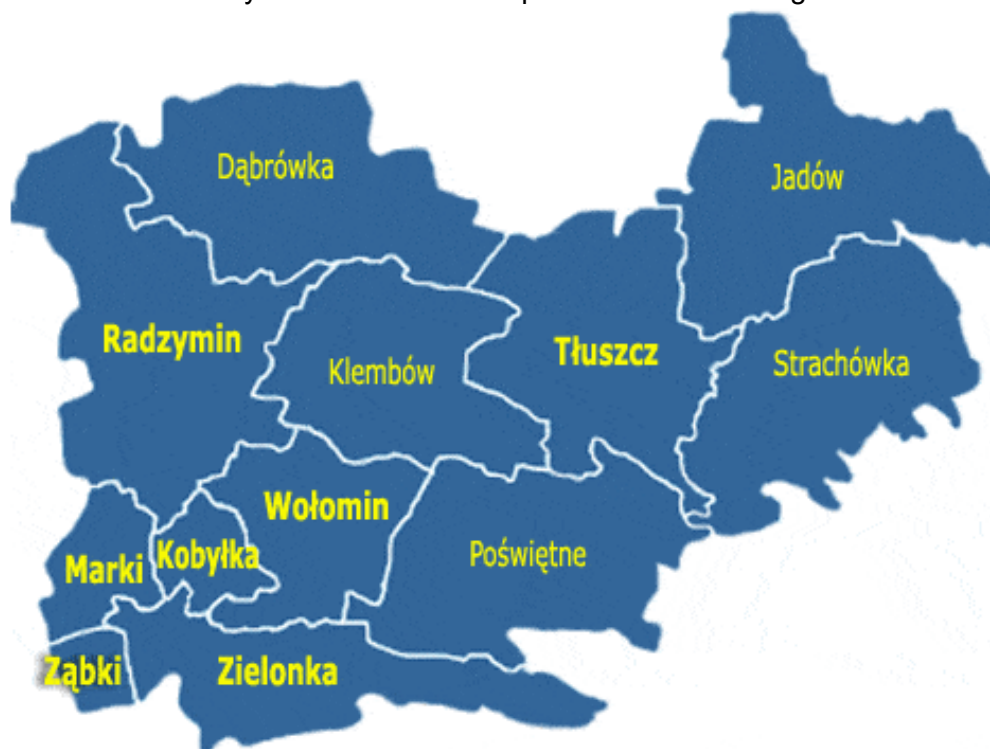 Dąbrówka
Jadów
Radzymin
Klembów
Tłuszcz
Strachówka
Wołomin
Marki
Kobyłka
Poświętne
Ząbki
Zielonka